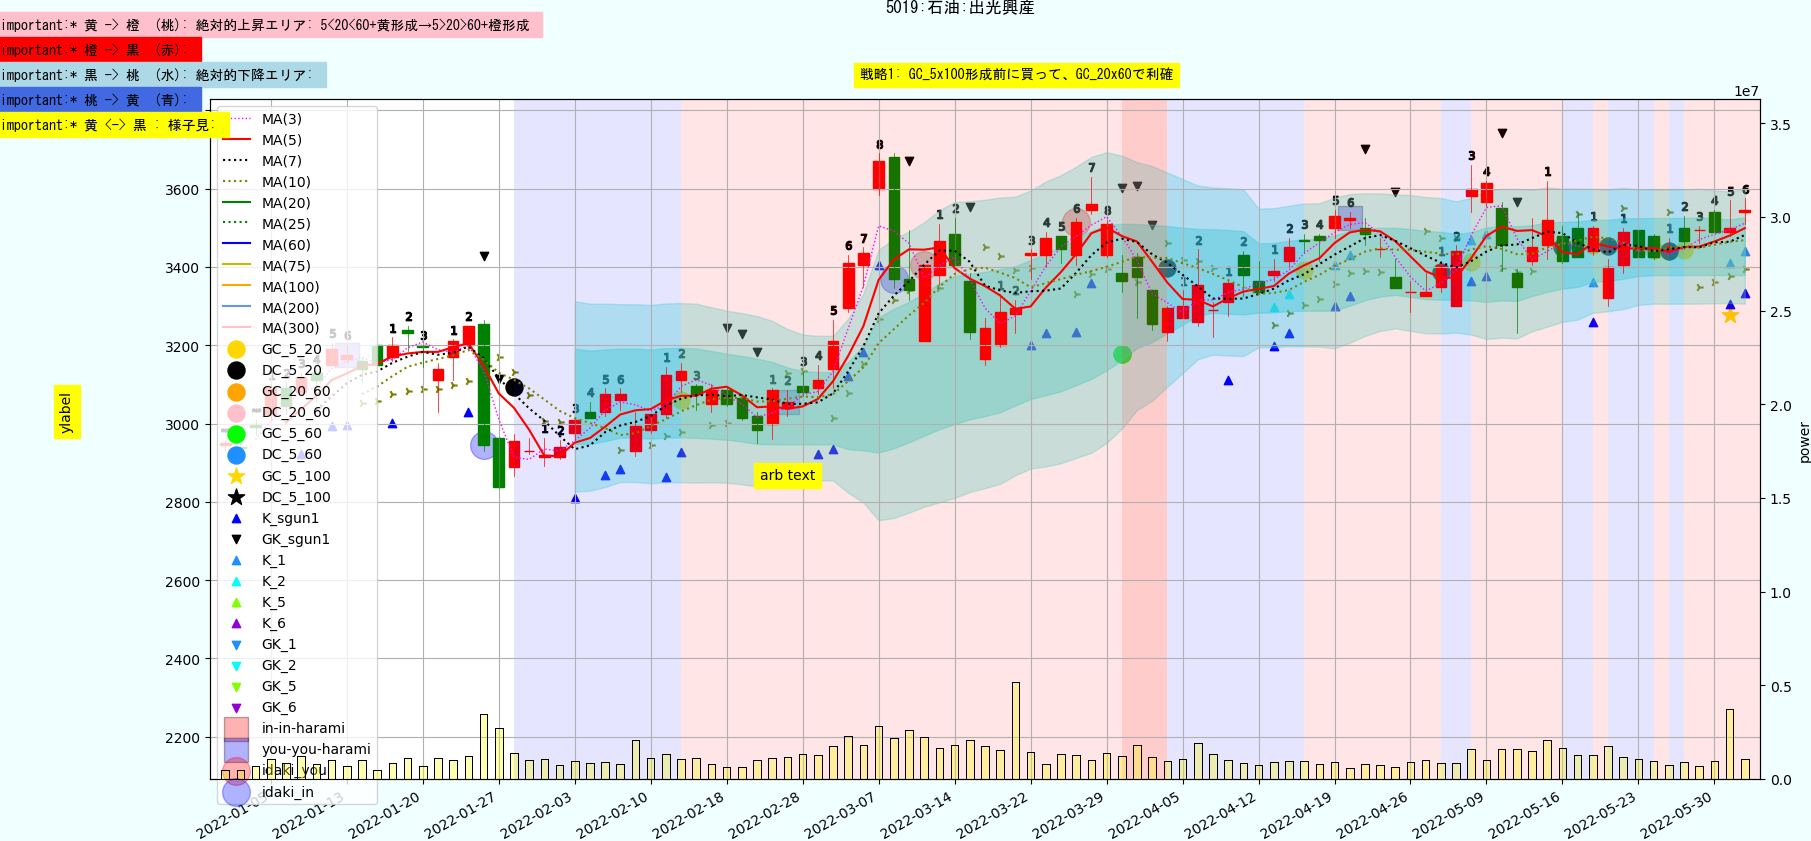 5019:石油:出光興産
important:* 黄 -> 橙 (桃): 絶対的上昇エリア: 5<20<60+黄形成→5>20>60+橙形成
important:* 橙 -> 黒 (赤):
important:* 黒 -> 桃 (水): 絶対的下降エリア:
戦略1: GC_5x100形成前に買って、GC_20x60で利確
important:* 桃 -> 黄 (青):
important:* 黄 <-> 黒 : 様子見:
1e7
MA(3)
MA(5)
MA(7)
MA(10)
MA(20)
MA(25)
MA(60)
MA(75)
MA(100)
MA(200)
MA(300)
GC_5_20
DC_5_20
GC_20_60
DC_20_60
GC_5_60
DC_5_60
GC_5_100
DC_5_100
K_sgun1
GK_sgun1
K_1
K_2
K_5
K_6
GK_1
GK_2
GK_5
GK_6
in-in-harami
you-you-harami
idaki_you
idaki_in
arb text
ylabel
3600
3400
3200
3000
2800
2600
2400
2200
3.5
3.0
2.5
2.0
1.5
1.0
0.5
0.0
power
2022-01-05
2022-01-13
2022-01-20
2022-01-27
2022-02-03
2022-02-10
2022-02-18
2022-02-28
2022-03-07
2022-03-14
2022-03-22
2022-03-29
2022-04-05
2022-04-12
2022-04-19
2022-04-26
2022-05-09
2022-05-16
2022-05-23
2022-05-30